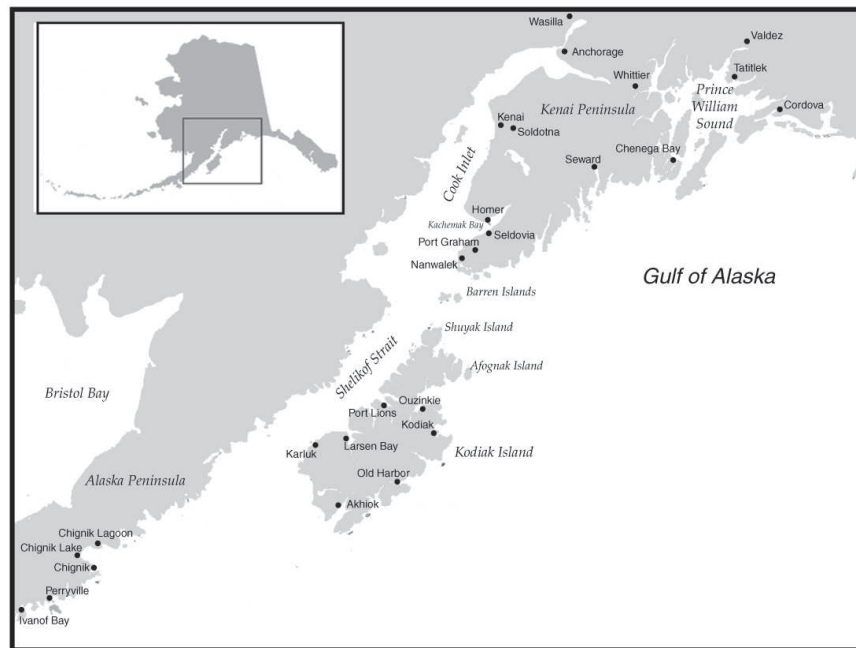 Wasilla
Valdez
Anchorage
Tatitlek
Whittier
Prince
William
Sound
Kenai Peninsula
Cordova
Kenai
Soldotna
Chenega Bay
Seward
Cook Inlet
Homer
Kachemak Bay
Seldovia
Port Graham
Nanwalek
Gulf of Alaska
Barren Islands
Shuyak Island
Shelikof Strait
Afognak Island
Bristol Bay
Ouzinkie
Port Lions
Kodiak
Larsen Bay
Karluk
Kodiak Island
Old Harbor
Alaska Peninsula
Akhiok
Chignik Lagoon
Chignik Lake
Chignik
Perryville
Ivanof Bay